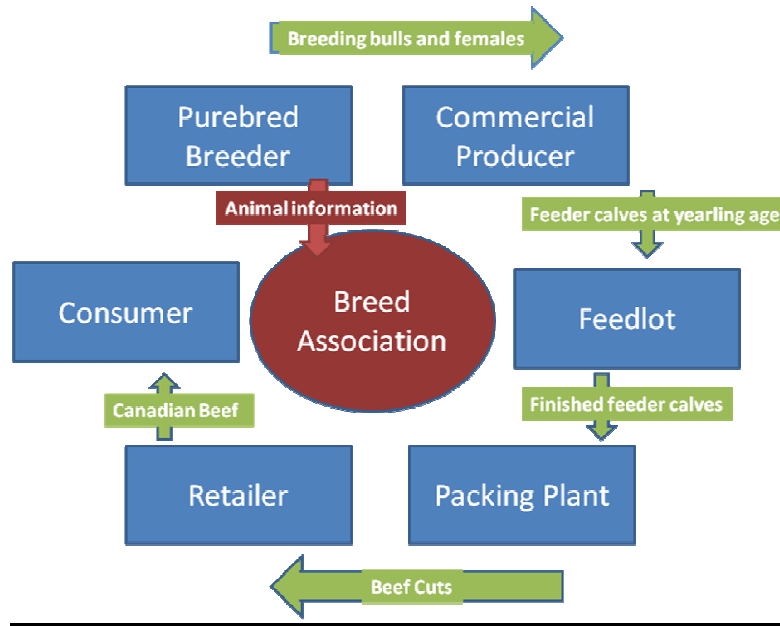 Breeding bulls and females
Purebred
Breeder
Commercial
Producer
Animal information
Feeder calves at yearling age
Consumer
Breed
Association
Feedlot
Canadian Beef
Finished feeder calves
Retailer
Packing Plant
Beef Cuts